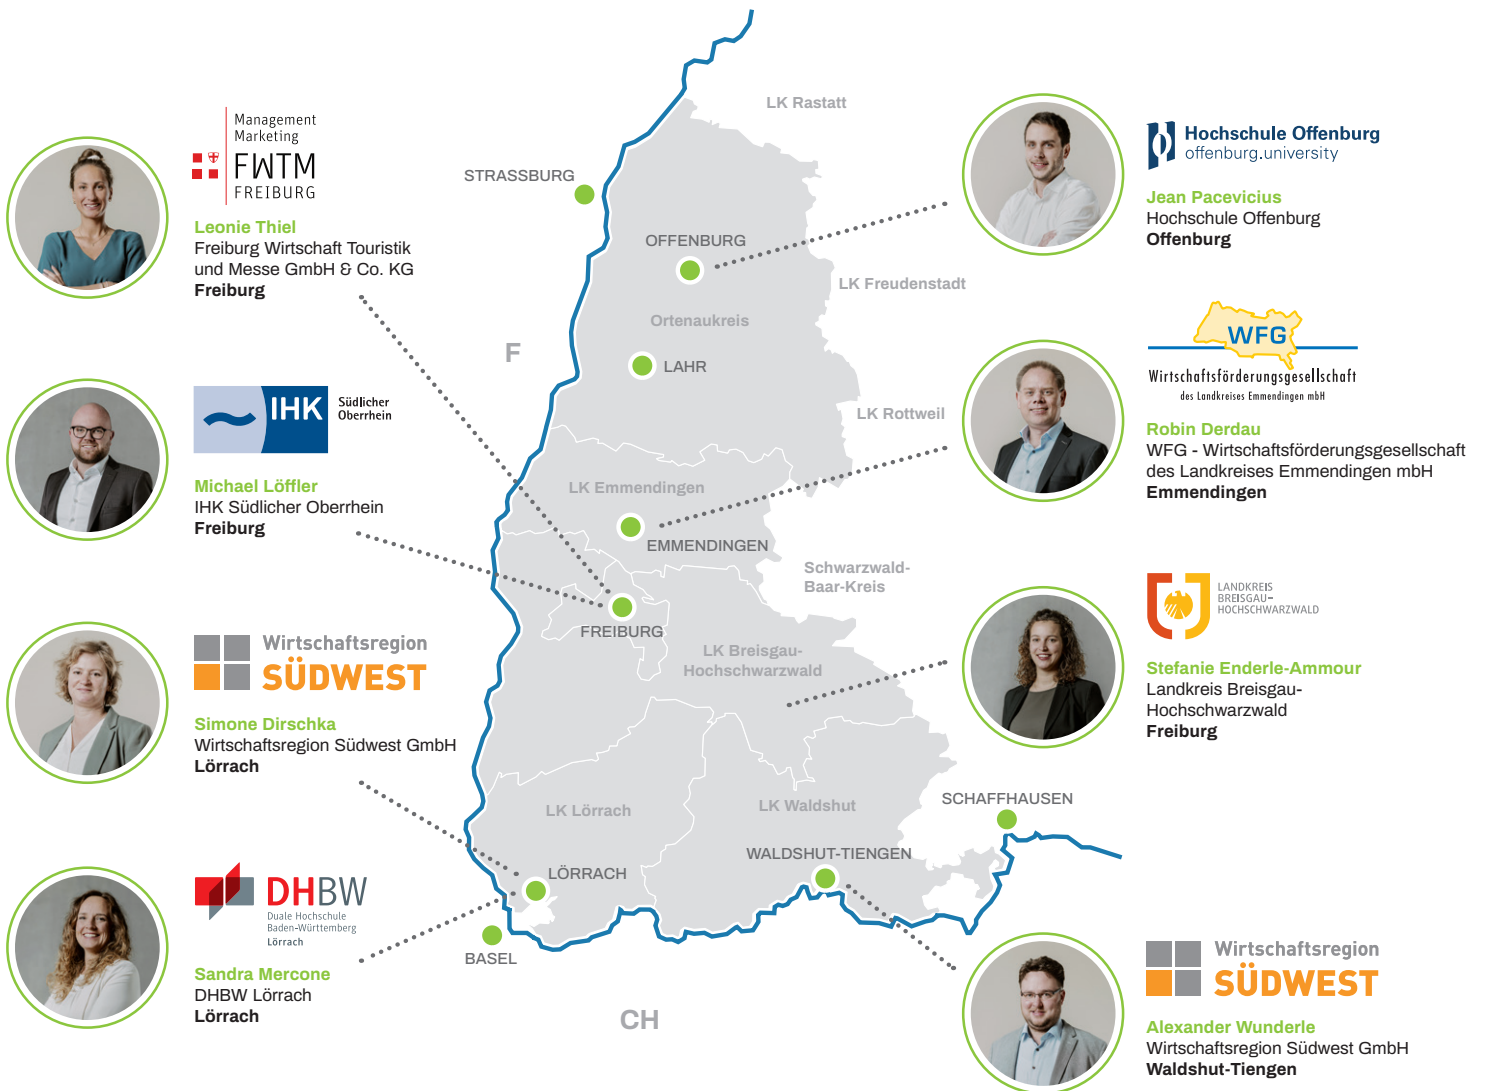 Management
Marketing
FWTM
FREIBURG
Leonie Thiel
Freiburg Wirtschaft Touristik
und Messe GmbH & Co. KG
Freiburg
IHK
Südlicher
Oberrhein
Michael Löffler
IHK Südlicher Oberrhein
Freiburg
Wirtschaftsregion
SÜDWEST
Simone Dirschka
Wirtschaftsregion Südwest GmbH
Lörrach
DHBW
Duale Hochschule
Baden-Württemberg
Lörrach
Sandra Mercone
DHBW Lörrach
Lörrach
LK Rastatt
STRASSBURG
OFFENBURG
LK Freudenstadt
Ortenaukreis
F
LAHR
LK Rottweil
LK Emmendingen
EMMENDINGEN
Schwarzwald-
Baar-Kreis
FREIBURG
LK Breisgau-
Hochschwarzwald
LK Lörrach
LK Waldshut
SCHAFFHAUSEN
WALDSHUT-TIENGEN
LÖRRACH
BASEL
CH
Hochschule Offenburg
offenburg.university
Jean Pacevicius
Hochschule Offenburg
Offenburg
WFG
Wirtschaftsförderungsgesellschaft
des Landkreises Emmendingen mbH
Robin Derdau
WFG - Wirtschaftsförderungsgesellschaft
des Landkreises Emmendingen mbH
Emmendingen
LANDKREIS
BREISGAU-
HOCHSCHWARZWALD
Stefanie Enderle-Ammour
Landkreis Breisgau-
Hochschwarzwald
Freiburg
Wirtschaftsregion
SÜDWEST
Alexander Wunderle
Wirtschaftsregion Südwest GmbH
Waldshut-Tiengen